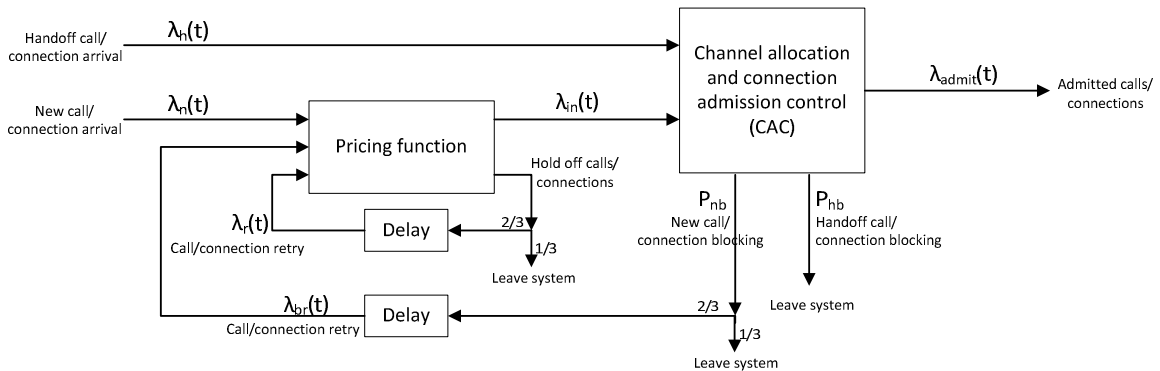 λh(t)
Handoff call/
connection arrival
Channel allocation
and connection
admission control
(CAC)
λadmit(t)
Admitted calls/
connections
New call/
connection arrival
λn(t)
λin(t)
Pricing function
Hold off calls/
connections
λr(t)
Call/connection retry
Delay
2/3
1/3
Leave system
Pnb
New call/
connection blocking
Phb
Handoff call/
connection blocking
Leave system
λbr(t)
Call/connection retry
Delay
2/3
1/3
Leave system